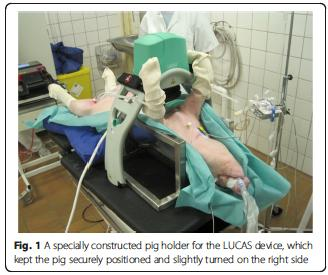 Fig. 1 A specially constructed pig holder for the LUCAS device, which
kept the pig securely positioned and slightly turned on the right side